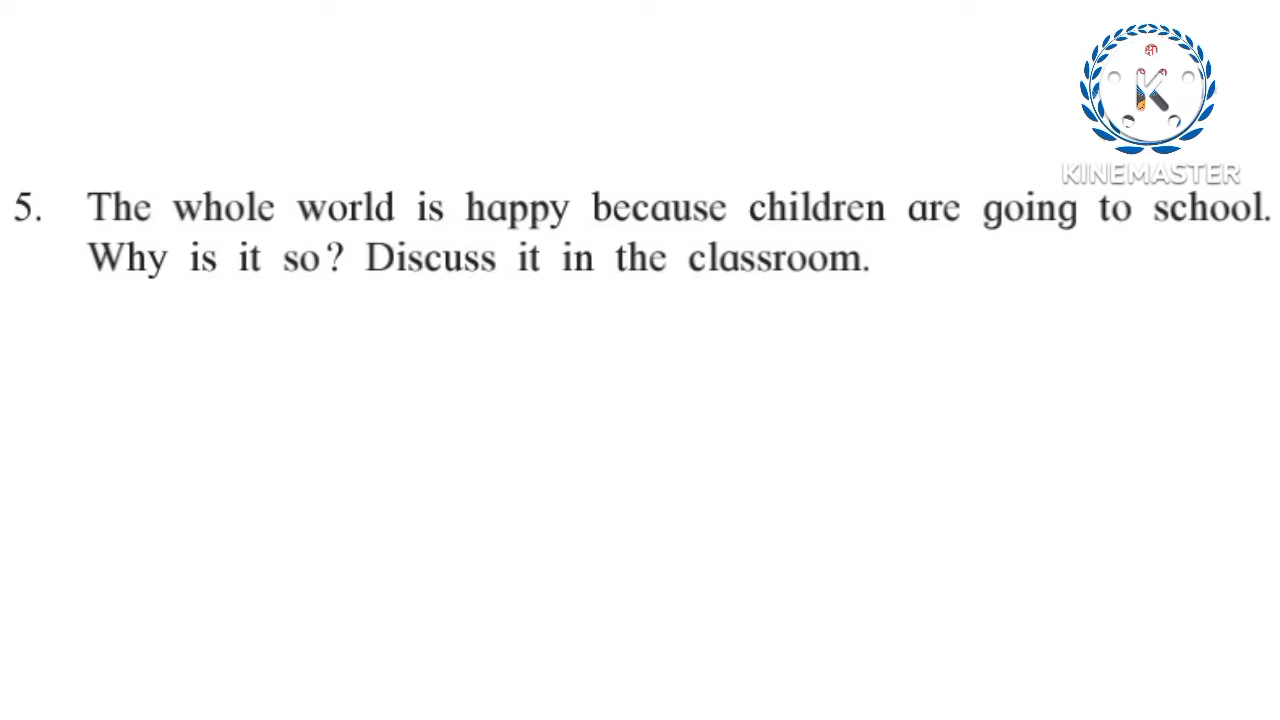 KINEMASTER
5. The whole world is happy because children are going to school.
Why is it so? Discuss it in the classroom.